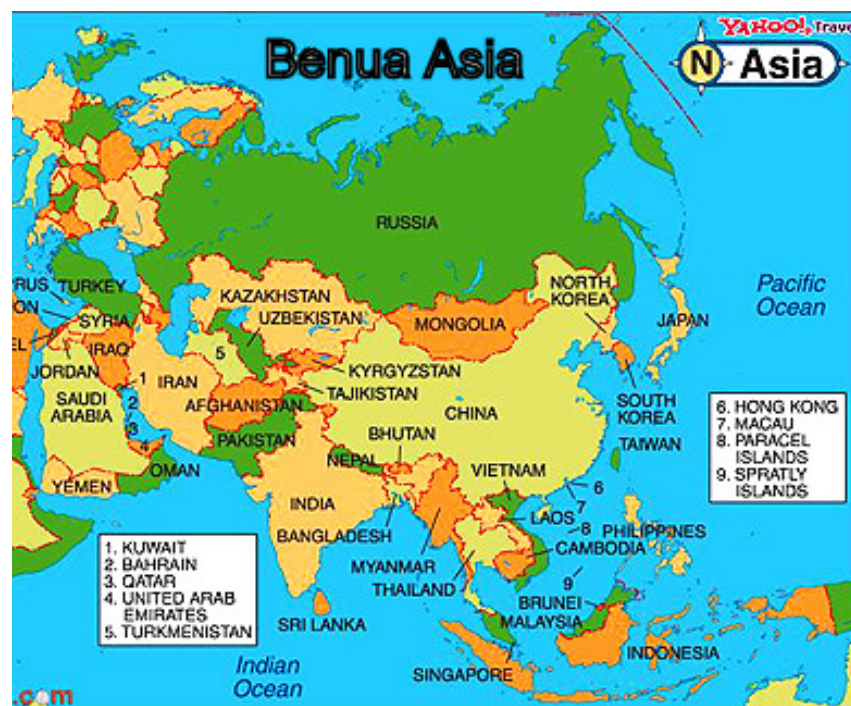 YAHOO! Trave
Benua Asia
N Asia
RUSSIA
Pacific
Ocean
NORTH
KOREA
KAZAKHSTAN
UZBEKISTAN
MONGOLIA
JAPAN
PRUS
TURKEY
ON
SYRIA
EL
IRAQ
JORDAN
5
KYRGYZSTAN
TAJIKISTAN
1
IRAN
SAUDI
ARABIA
2
3
4
AFGHANISTAN
CHINA
SOUTH
KOREA
PAKISTAN
BHUTAN
NEPAL
TAIWAN
OMAN
YEMEN
VIETNAM
INDIA
6
7
LAOS
8
PHILIPPINES
BANGLADESH
CAMBODIA
MYANMAR
THAILAND
9
BRUNEI
MALAYSIA
SRI LANKA
INDONESIA
SINGAPORE
Indian
Ocean
6. HONG KONG
7. MACAU
8. PARACEL
ISLANDS
9. SPRATLY
ISLANDS
1. KUWAIT
2. BAHRAIN
3. QATAR
4. UNITED ARAB
EMIRATES
5. TURKMENISTAN
.com